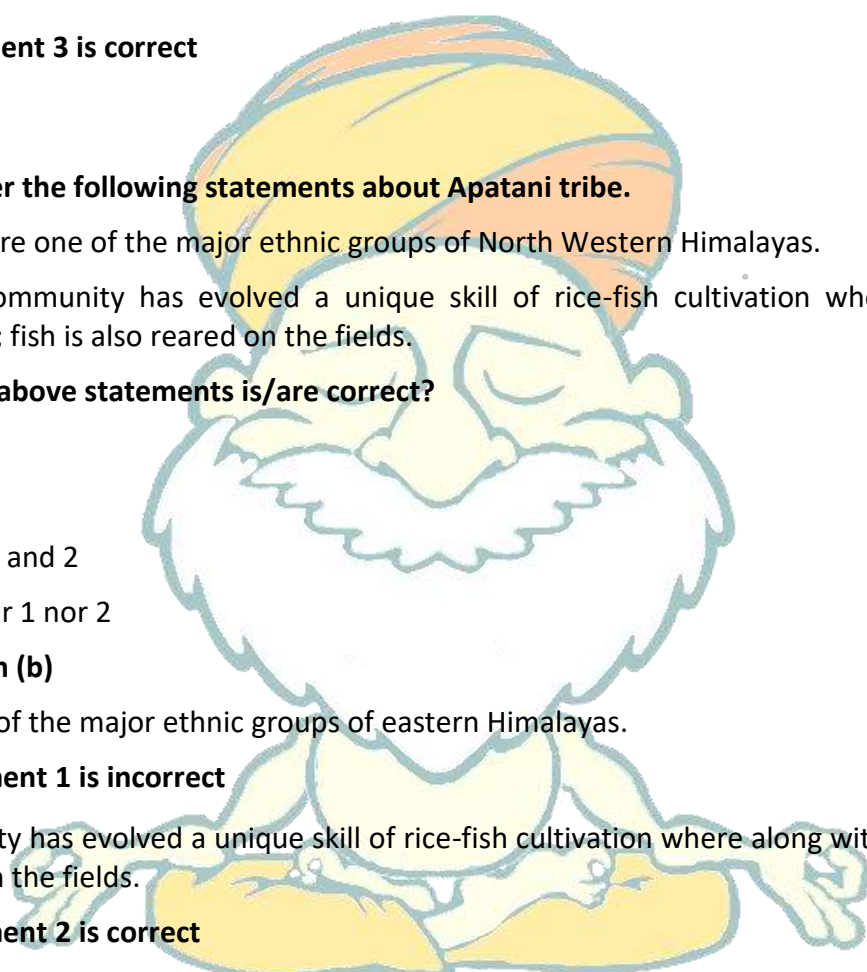 ent 3 is correct
er the following statements about Apatani tribe.
re one of the major ethnic groups of North Western Himalayas.
ommunity has evolved a unique skill of rice-fish cultivation whe
; fish is also reared on the fields.
above statements is/are correct?
and 2
r 1 nor 2
n (b)
of the major ethnic groups of eastern Himalayas.
ent 1 is incorrect
ty has evolved a unique skill of rice-fish cultivation where along wit
n the fields.
ent 2 is correct